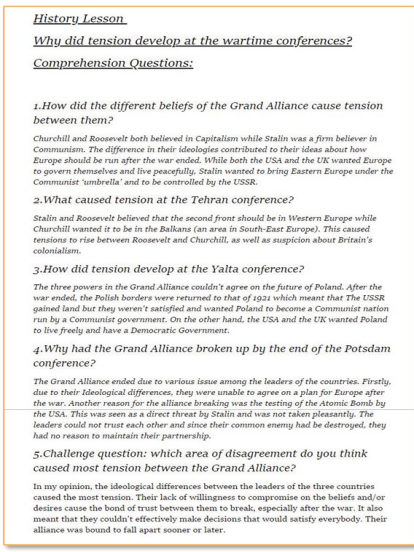 History Lesson
Why did tension develop at the wartime conferences?
Comprehension Questions:
1.How did the different beliefs of the Grand Alliance cause tension
between them?
Churchill and Roosevelt both believed in Capitalism while Stalin was a firm believer in
Communism. The difference in their ideologies contributed to their ideas about how
Europe should be run after the war ended. While both the USA and the UK wanted Europe
to govern themselves and live peacefully, Stalin wanted to bring Eastern Europe under the
Communist ‘umbrella’ and to be controlled by the USSR.
2.What caused tension at the Tehran conference?
Stalin and Roosevelt believed that the second front should be in Western Europe while
Churchill wanted it to be in the Balkans (an area in South-East Europe). This caused
tensions to rise between Roosevelt and Churchill, as well as suspicion about Britain’s
colonialism.
3.How did tension develop at the Yalta conference?
The three powers in the Grand Alliance couldn’t agree on the future of Poland. After the
war ended, the Polish borders were returned to that of 1921 which meant that The USSR
gained land but they weren’t satisfied and wanted Poland to become a Communist nation
run by a Communist government. On the other hand, the USA and the UK wanted Poland
to live freely and have a Democratic Government.
4.Why had the Grand Alliance broken up by the end of the Potsdam
conference?
The Grand Alliance ended due to various issue among the leaders of the countries. Firstly,
due to their Ideological differences, they were unable to agree on a plan for Europe after
the war. Another reason for the alliance breaking was the testing of the Atomic Bomb by
the USA. This was seen as a direct threat by Stalin and was not taken pleasantly. The
leaders could not trust each other and since their common enemy had be destroyed, they
had no reason to maintain their partnership.
5.Challenge question: which area of disagreement do you think
caused most tension between the Grand Alliance?
In my opinion, the ideological differences between the leaders of the three countries
caused the most tension. Their lack of willingness to compromise on the beliefs and/or
desires cause the bond of trust between them to break, especially after the war. It also
meant that they couldn’t effectively make decisions that would satisfy everybody. Their
alliance was bound to fall apart sooner or later.